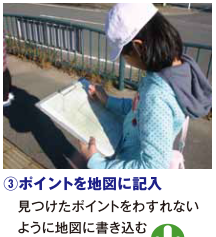 ③ポイントを地図に記入
見つけたポイントをわすれない
ように地図に書き込む